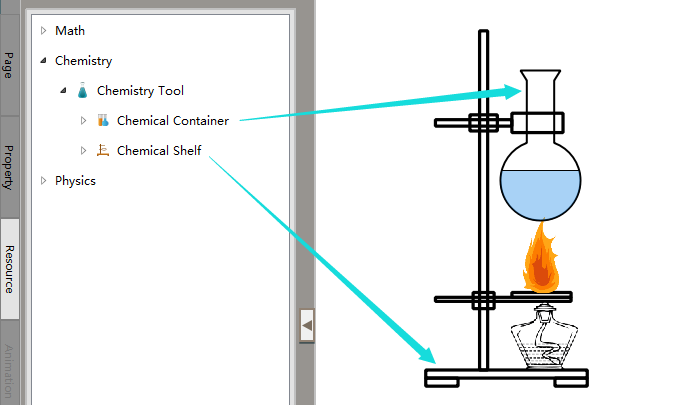 Page
Property
Resource
Animation
Math
Chemistry
Chemistry Tool
Chemical Container
Chemical Shelf
Physics